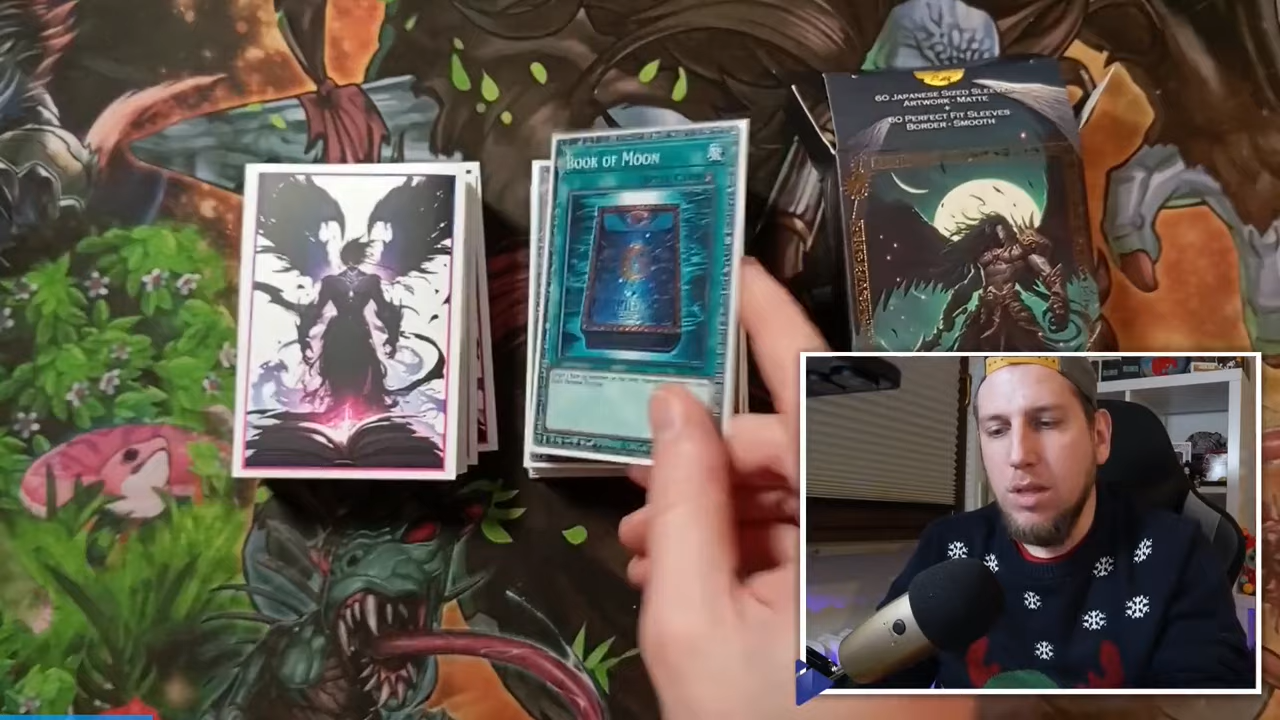 BOOK OF MOON
60 JAPANESE SIZED SLEEVES
ARTWORK - MATTE
+
60 PERFECT FIT SLEEVES
BORDER - SMOOTH